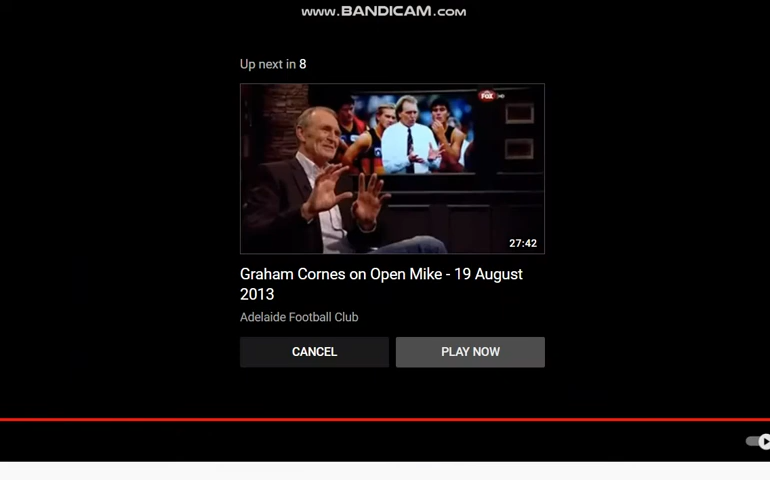 www.BANDICAM.com
Up next in 8
FOX
27:42
Graham Cornes on Open Mike - 19 August
2013
Adelaide Football Club
CANCEL
PLAY NOW